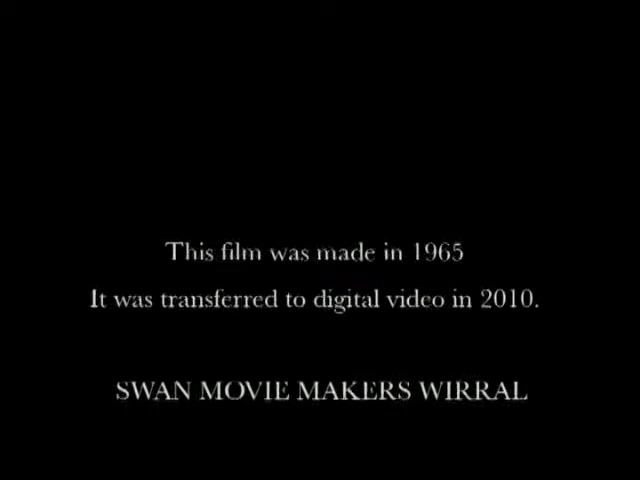 This film was made in 1965
It was transferred to digital video in 2010.
SWAN MOVIE MAKERS WIRRAL